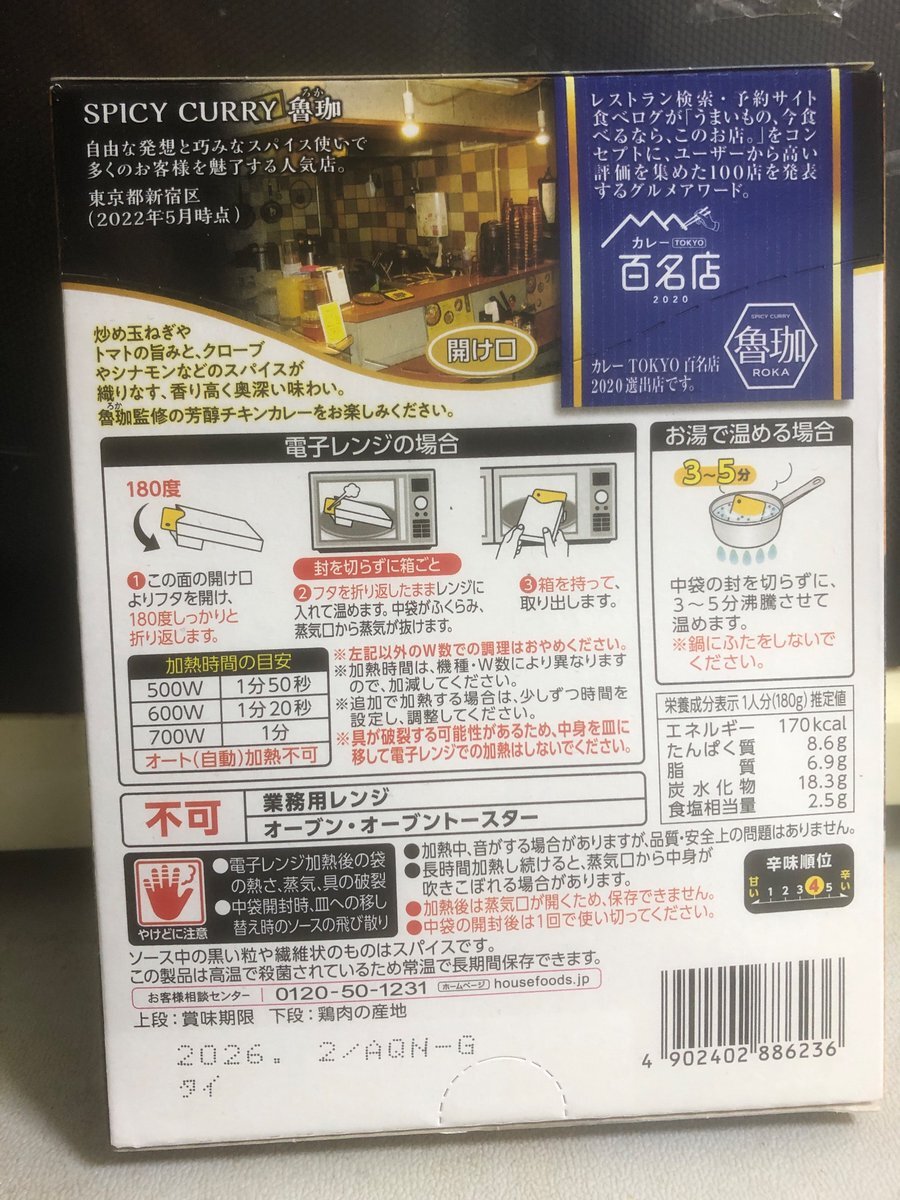 ろか
SPICY CURRY 魯珈
自由な発想と巧みなスパイス使いで
多くのお客様を魅了する人気店。
東京都新宿区
(2022年5月時点)
レストラン検索・予約サイト
食べログが「うまいもの、今食
べるなら、このお店。」をコン
セプトに、ユーザーから高い
評価を集めた100店を発表
するグルメアワード。
カレー TOKYO
百名店
2020
SPICY CURRY
魯珈
ROKA
カレー TOKYO 百名店
2020選出店です。
開け口
炒め玉ねぎや
トマトの旨みと、クローブ
やシナモンなどのスパイスが
織りなす、香り高く奥深い味わい。
ろか
魯珈監修の芳醇チキンカレーをお楽しみください。
電子レンジの場合
180度
封を切らずに箱ごと
1 この面の開け口
よりフタを開け、
180度しっかりと
折り返します。
2 フタを折り返したままレンジに
入れて温めます。中袋がふくらみ、
蒸気口から蒸気が抜けます。
3 箱を持って、
取り出します。
加熱時間の目安
500W 1分50秒
600W 1分20秒
700W 1分
オート(自動)加熱不可
※左記以外のW数での調理はおやめください。
※加熱時間は、機種・W数により異なります
ので、加減してください。
※追加で加熱する場合は、少しずつ時間を
設定し、調整してください。
※具が破裂する可能性があるため、中身を皿に
移して電子レンジでの加熱はしないでください。
お湯で温める場合
3〜5分
中袋の封を切らずに、
3〜5分沸騰させて
温めます。
※鍋にふたをしないで
ください。
栄養成分表示 1人分(180g) 推定値
エネルギー 170kcal
たんぱく質 8.6g
脂質 6.9g
炭水化物 18.3g
食塩相当量 2.5g
不可
業務用レンジ
オーブン・オーブントースター
やけどに注意
●電子レンジ加熱後の袋
の熱さ、蒸気、具の破裂
●中袋開封時、皿への移し
替え時のソースの飛び散り
●加熱中、音がする場合がありますが、品質・安全上の問題はありません。
●長時間加熱し続けると、蒸気口から中身が
吹きこぼれる場合があります。
●加熱後は蒸気口が開くため、保存できません。
●中袋の開封後は1回で使い切ってください。
辛味順位
甘い 1 2 3 4 5 辛い
ソース中の黒い粒や繊維状のものはスパイスです。
この製品は高温で殺菌されているため常温で長期間保存できます。
お客様相談センター 0120-50-1231 ホームページ housefoods.jp
上段:賞味期限 下段:鶏肉の産地
2026. 2/AQN-G
タイ
4 902402 886236